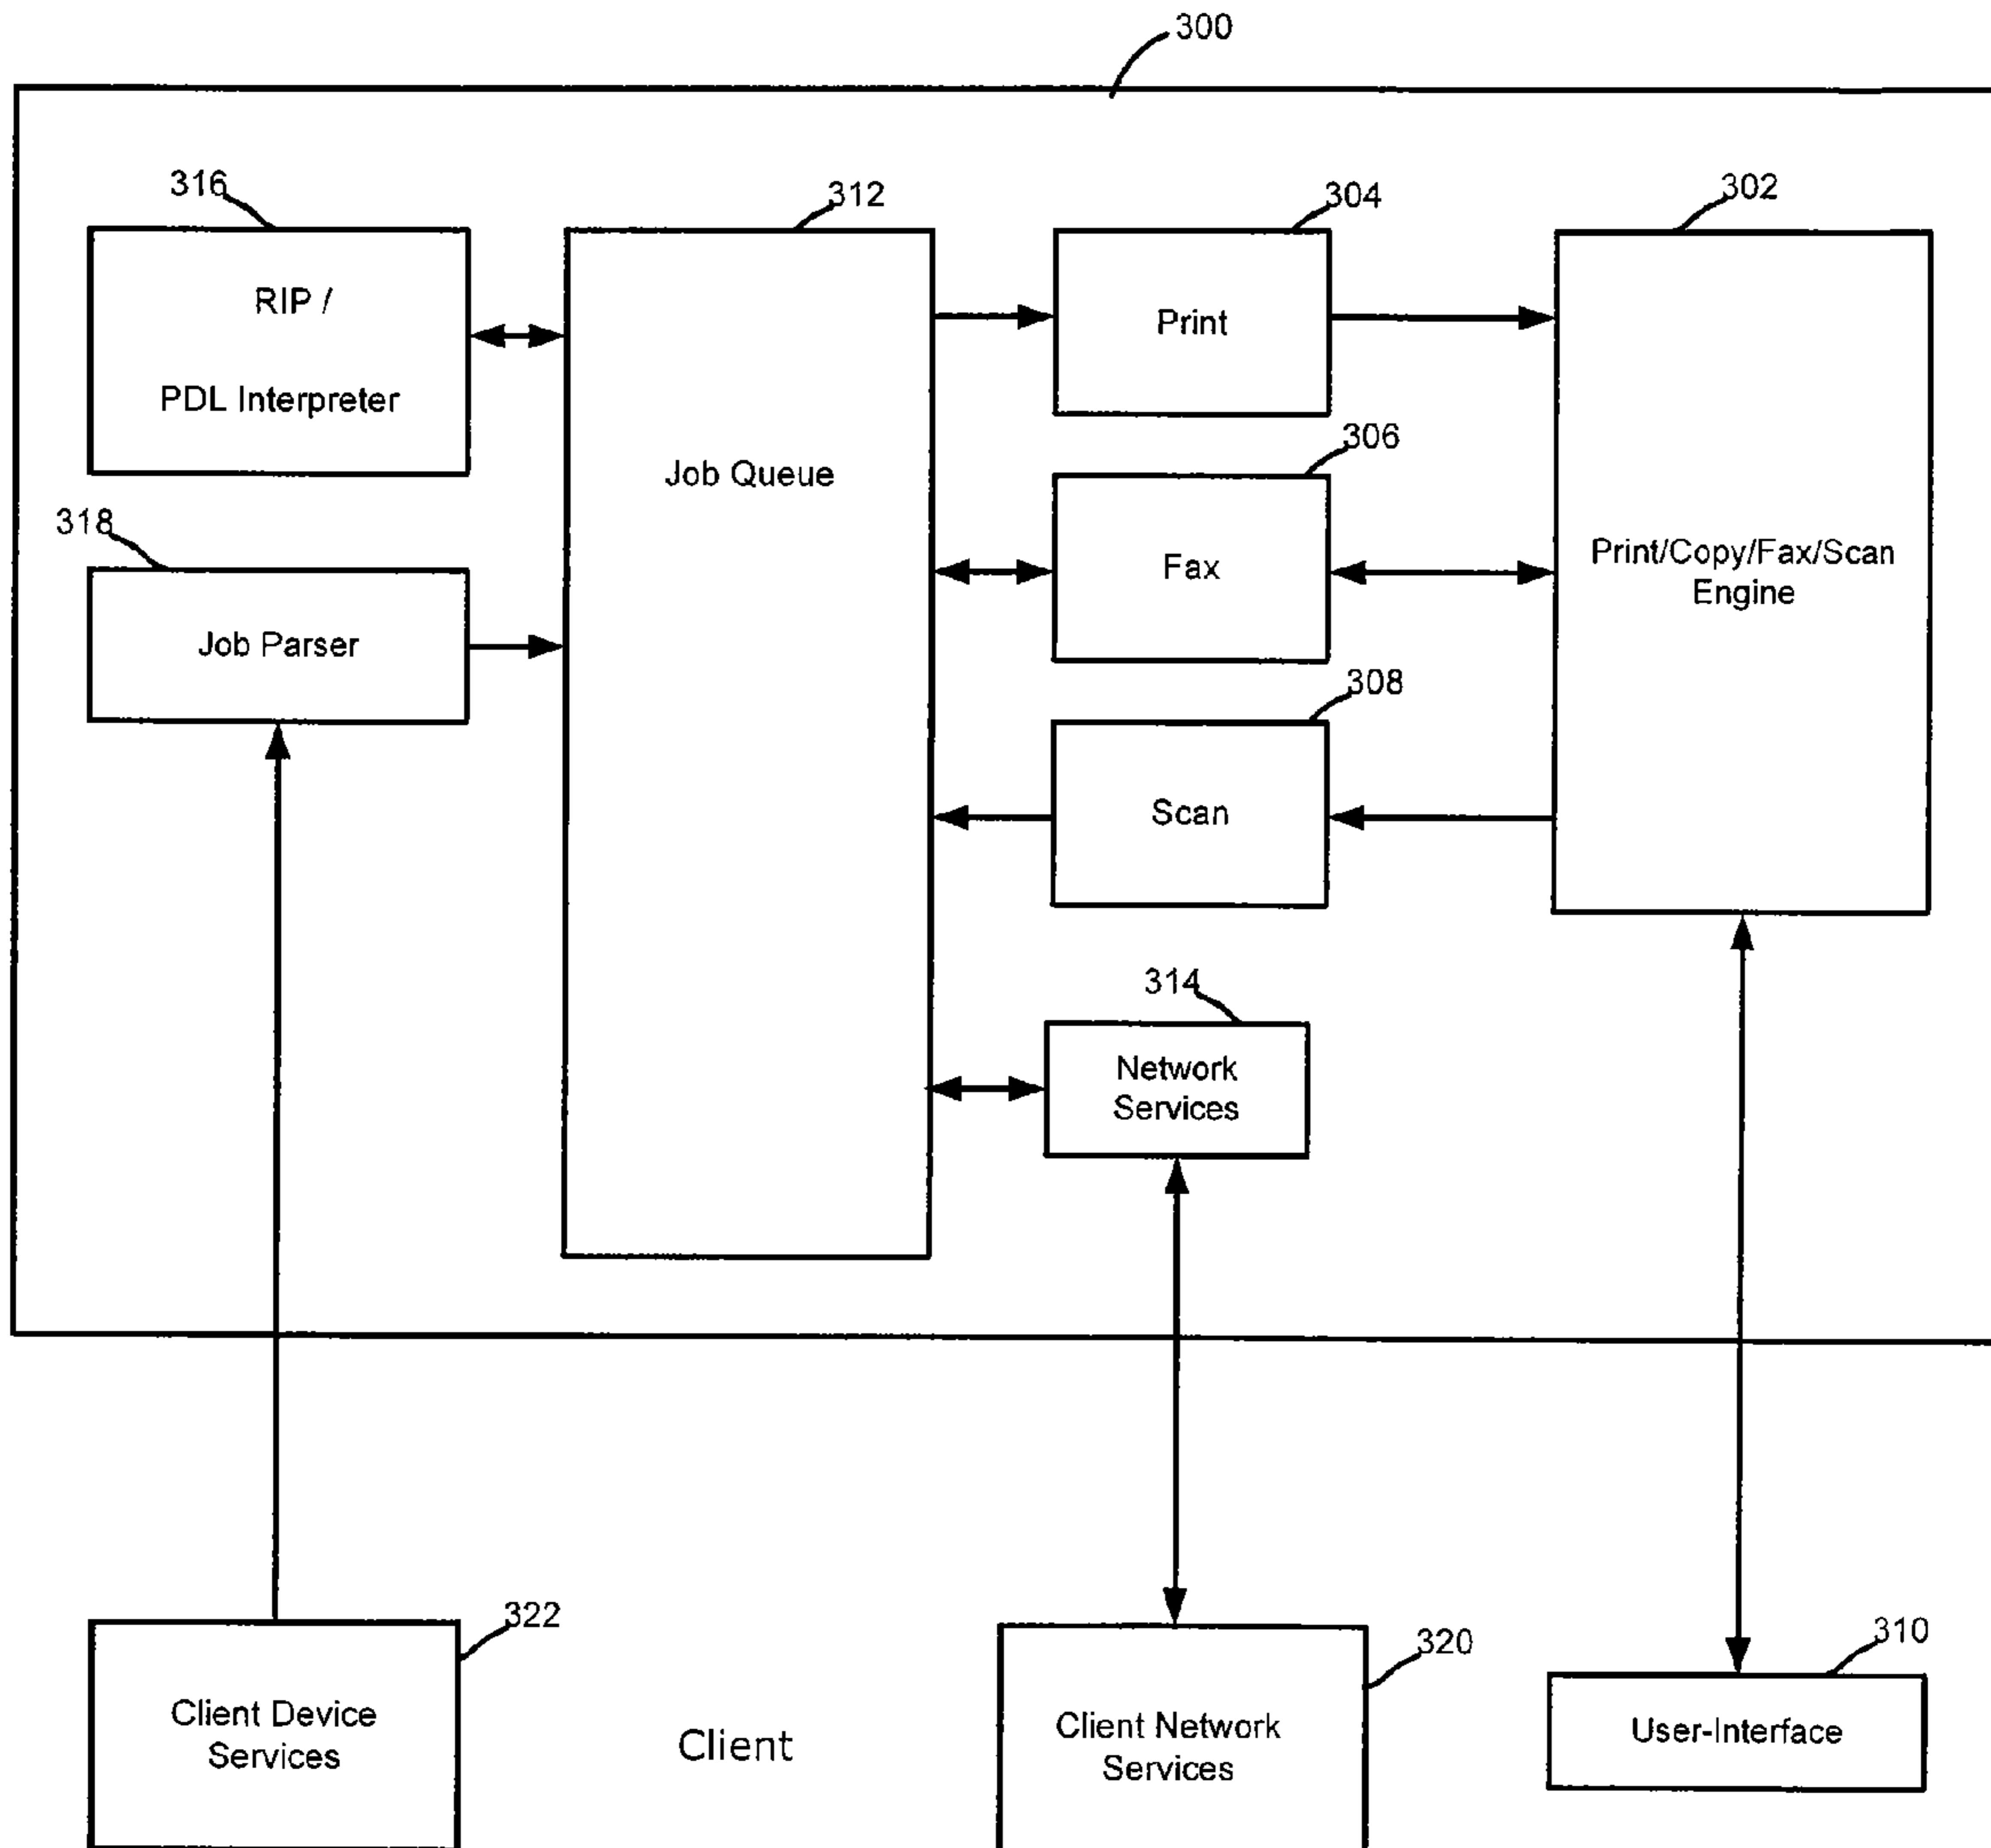 300
316
312
304
302
RIP /
PDL Interpreter
Job Queue
Print
Print/Copy/Fax/Scan
Engine
306
Fax
318
Job Parser
308
Scan
314
Network
Services
322
Client Device
Services
Client
320
Client Network
Services
310
User-Interface